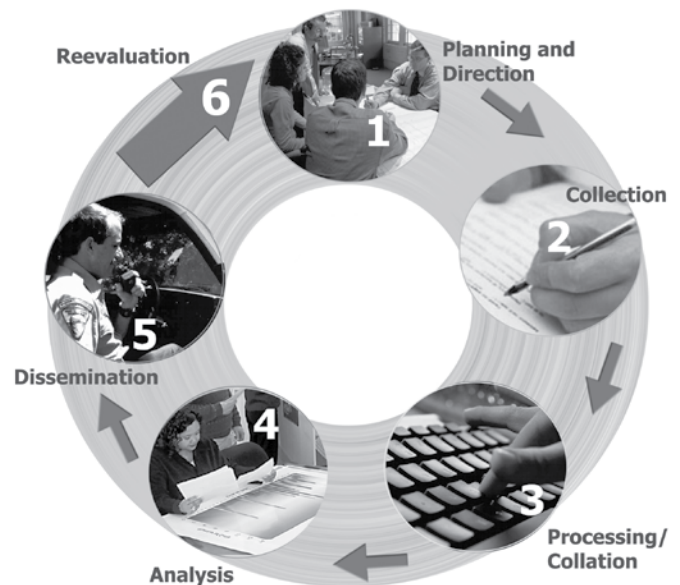 1
Planning and
Direction
2
Collection
3
Processing/
Collation
4
Analysis
5
Dissemination
6
Reevaluation